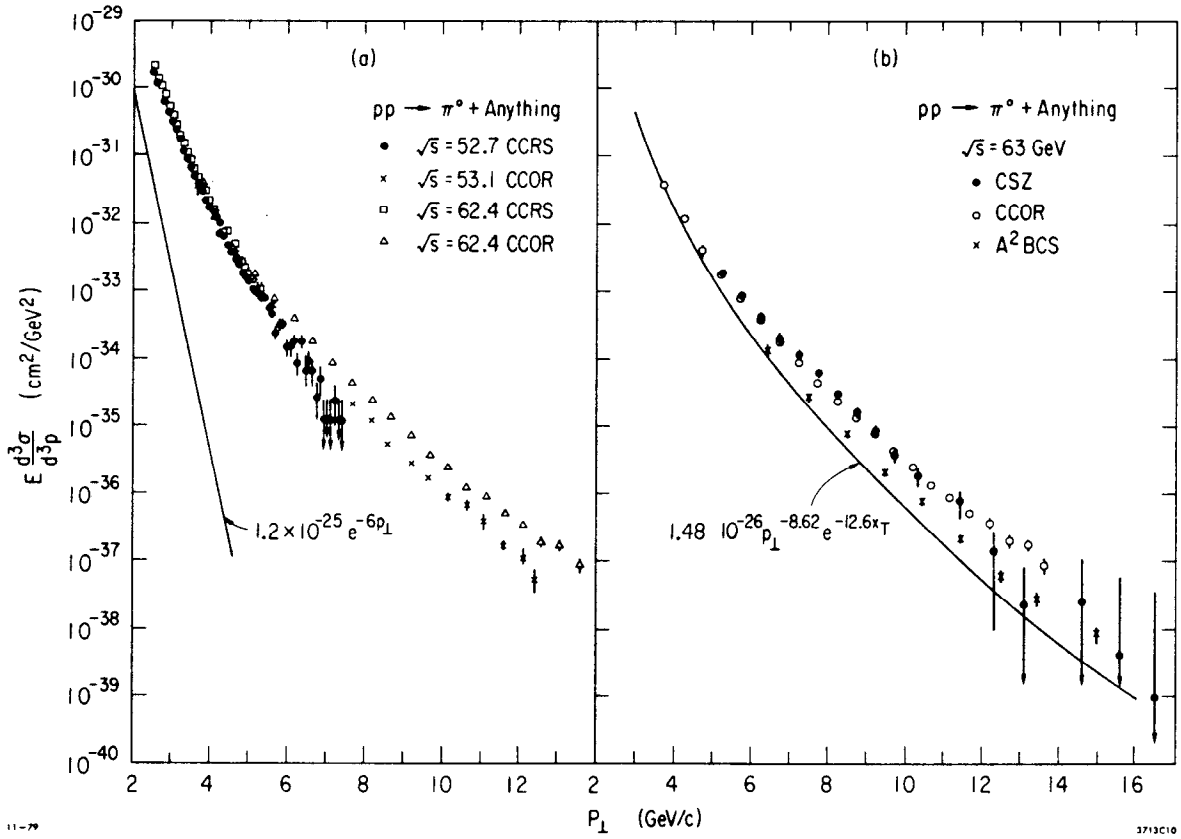 10⁻²⁹
10⁻³⁰
10⁻³¹
10⁻³²
10⁻³³
10⁻³⁴
10⁻³⁵
10⁻³⁶
10⁻³⁷
10⁻³⁸
10⁻³⁹
10⁻⁴⁰
E d³σ/d³p (cm²/GeV²)
(a)
pp → π° + Anything
● √s = 52.7 CCRS
× √s = 53.1 CCOR
□ √s = 62.4 CCRS
△ √s = 62.4 CCOR
1.2×10⁻²⁵ e^(-6p⊥)
(b)
pp → π° + Anything
√s = 63 GeV
● CSZ
○ CCOR
× A²BCS
1.48 10⁻²⁶ p⊥^(-8.62) e^(-12.6x_T)
2 4 6 8 10 12 14 2 4 6 8 10 12 14 16
P⊥ (GeV/c)
11-79
3713C10